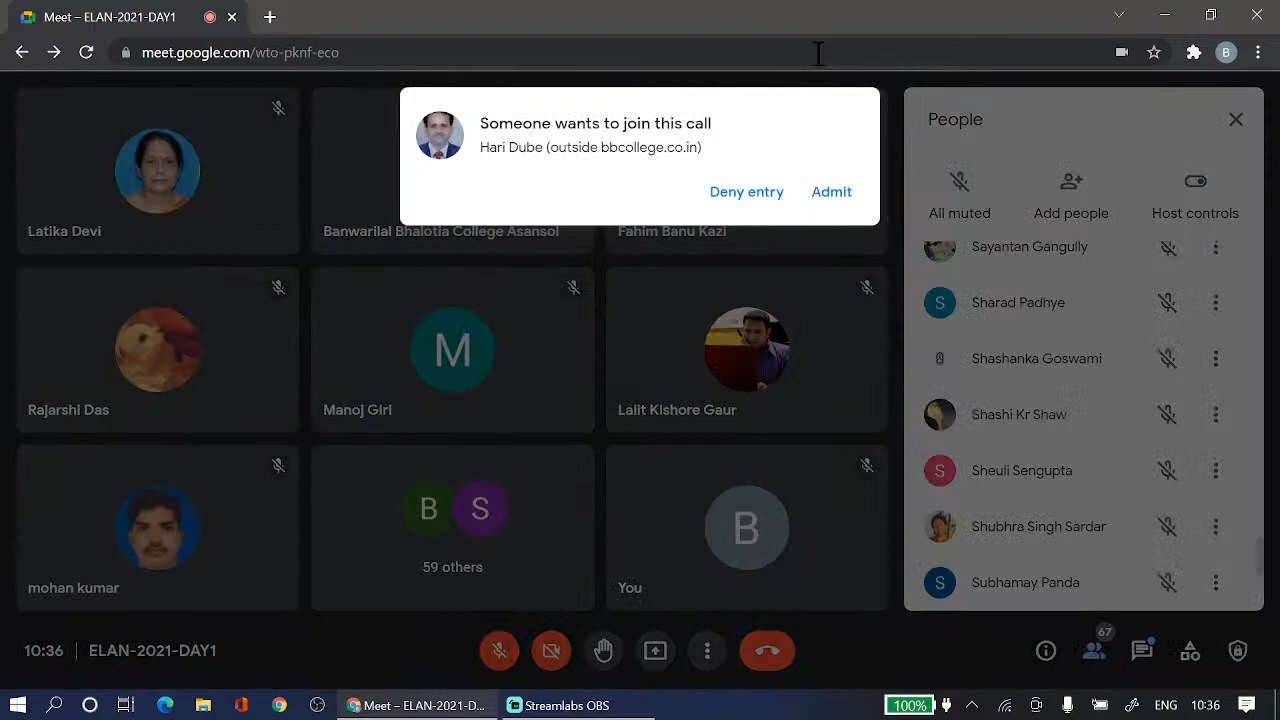 Meet – ELAN-2021-DAY1
meet.google.com/wto-pknf-eco
B
Someone wants to join this call
Hari Dube (outside bbcollege.co.in)
Deny entry
Admit
Latika Devi
Banwarilal Bhalotia College Asansol
Fahim Banu Kazi
Rajarshi Das
M
Manoj Giri
Lalit Kishore Gaur
mohan kumar
B S
59 others
B
You
People
All muted
Add people
Host controls
Sayantan Gangully
S Sharad Padhye
Shashanka Goswami
Shashi Kr Shaw
S Sheuli Sengupta
Shubhra Singh Sardar
S Subhamay Panda
10:36 ELAN-2021-DAY1
67
Meet - ELAN-2021-D...
Streamlabs OBS
100%
ENG
10:36